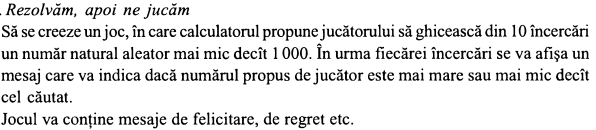 . Rezolvăm, apoi ne jucăm
Să se creeze un joc, în care calculatorul propune jucătorului să ghicească din 10 încercări
un număr natural aleator mai mic decît 1 000. În urma fiecărei încercări se va afișa un
mesaj care va indica dacă numărul propus de jucător este mai mare sau mai mic decît
cel căutat.
Jocul va conține mesaje de felicitare, de regret etc.